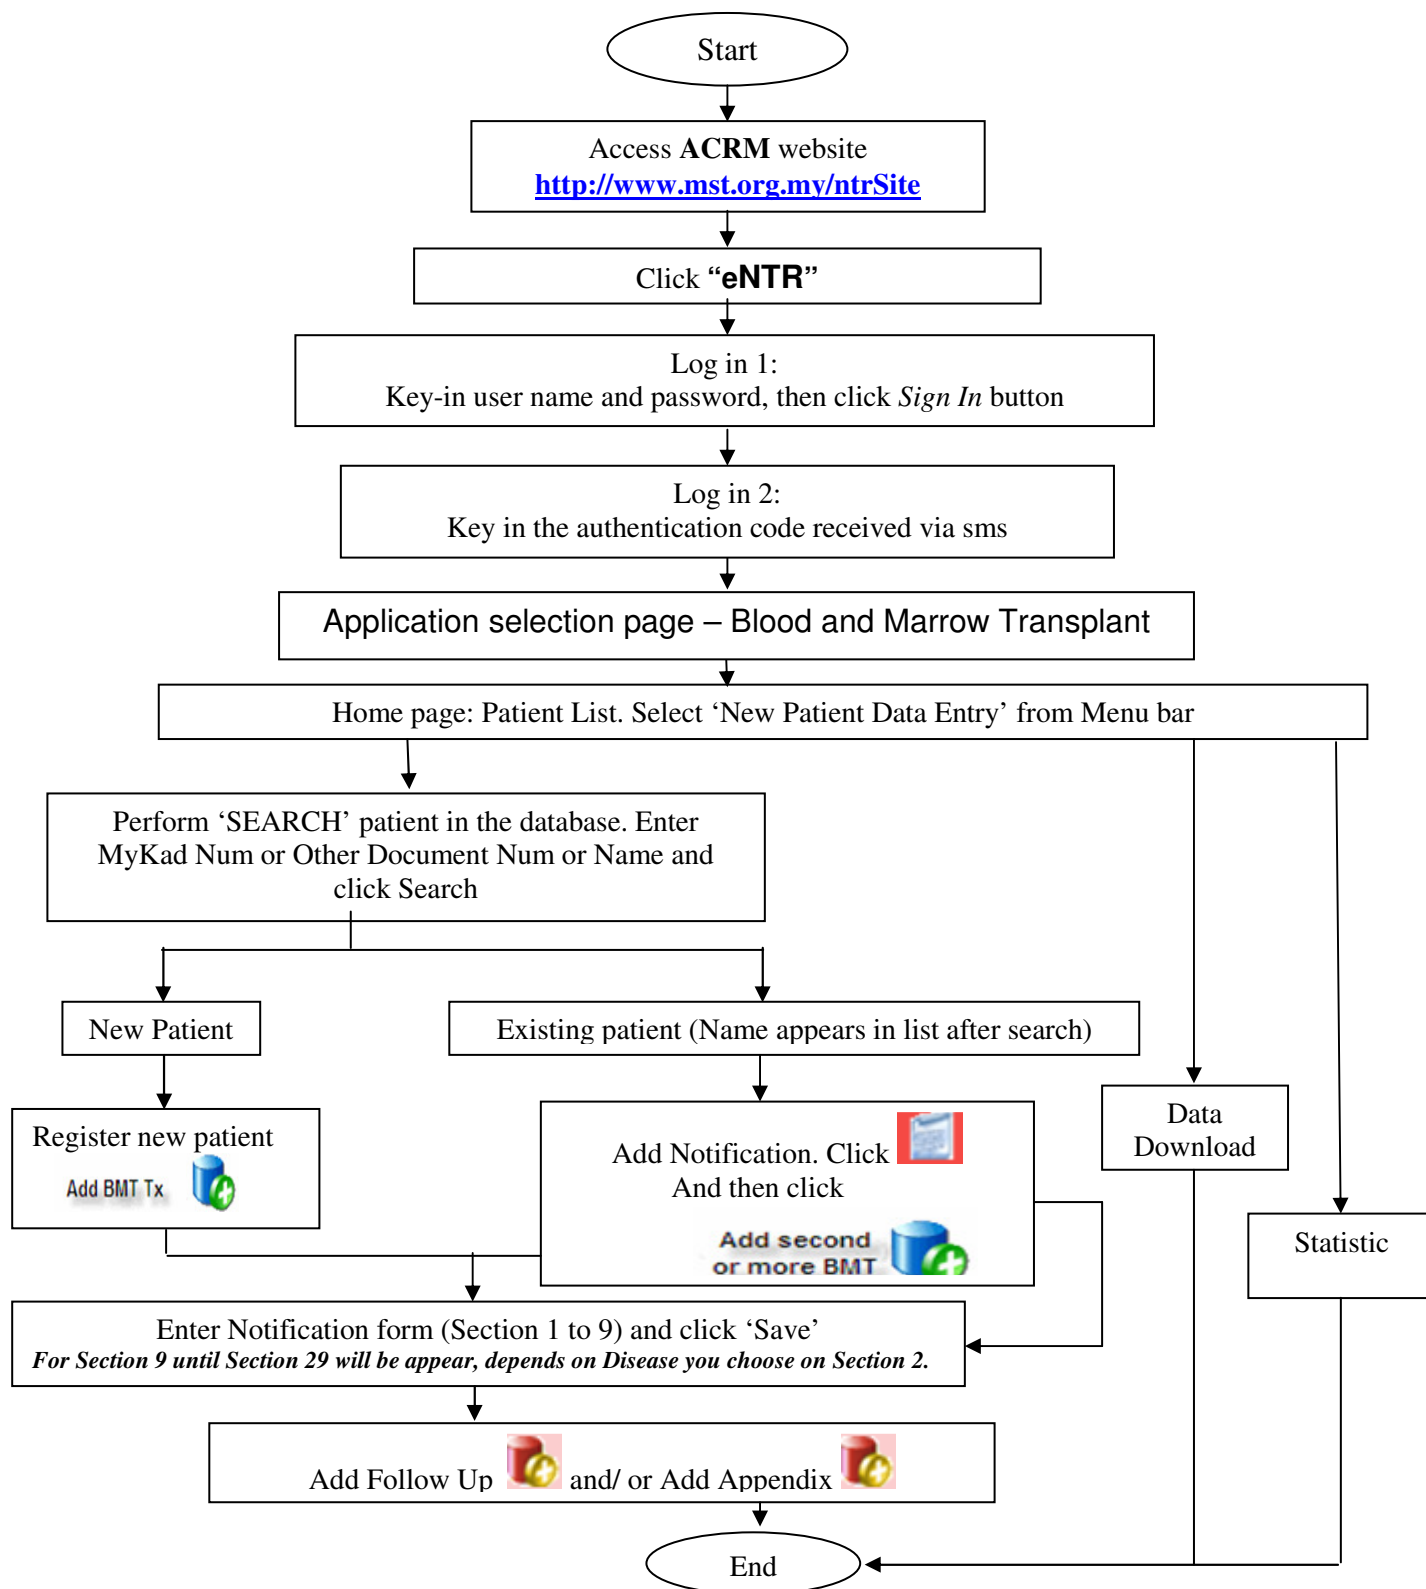 Start
Access ACRM website
http://www.mst.org.my/ntrSite
Click “eNTR”
Log in 1:
Key-in user name and password, then click Sign In button
Log in 2:
Key in the authentication code received via sms
Application selection page – Blood and Marrow Transplant
Home page: Patient List. Select ‘New Patient Data Entry’ from Menu bar
Perform ‘SEARCH’ patient in the database. Enter
MyKad Num or Other Document Num or Name and
click Search
New Patient
Existing patient (Name appears in list after search)
Register new patient
Add BMT Tx
Add Notification. Click
And then click
Add second
or more BMT
Data
Download
Statistic
Enter Notification form (Section 1 to 9) and click ‘Save’
For Section 9 until Section 29 will be appear, depends on Disease you choose on Section 2.
Add Follow Up and/ or Add Appendix
End